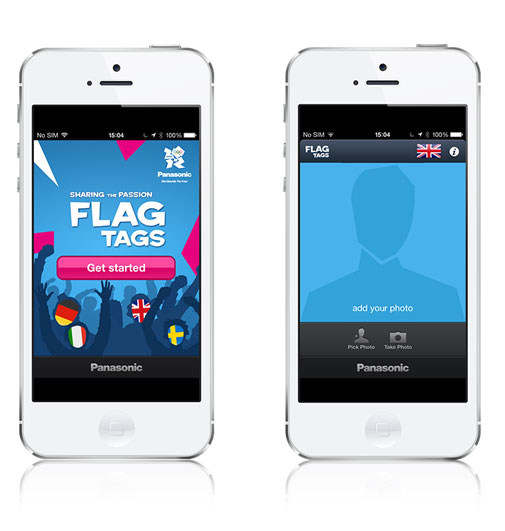 No SIM 15:04 100%
Panasonic
Worldwide Partner
SHARING THE PASSION
FLAG
TAGS
Get started
Panasonic
No SIM 15:04 100%
FLAG
TAGS
i
add your photo
Pick Photo Take Photo
Panasonic